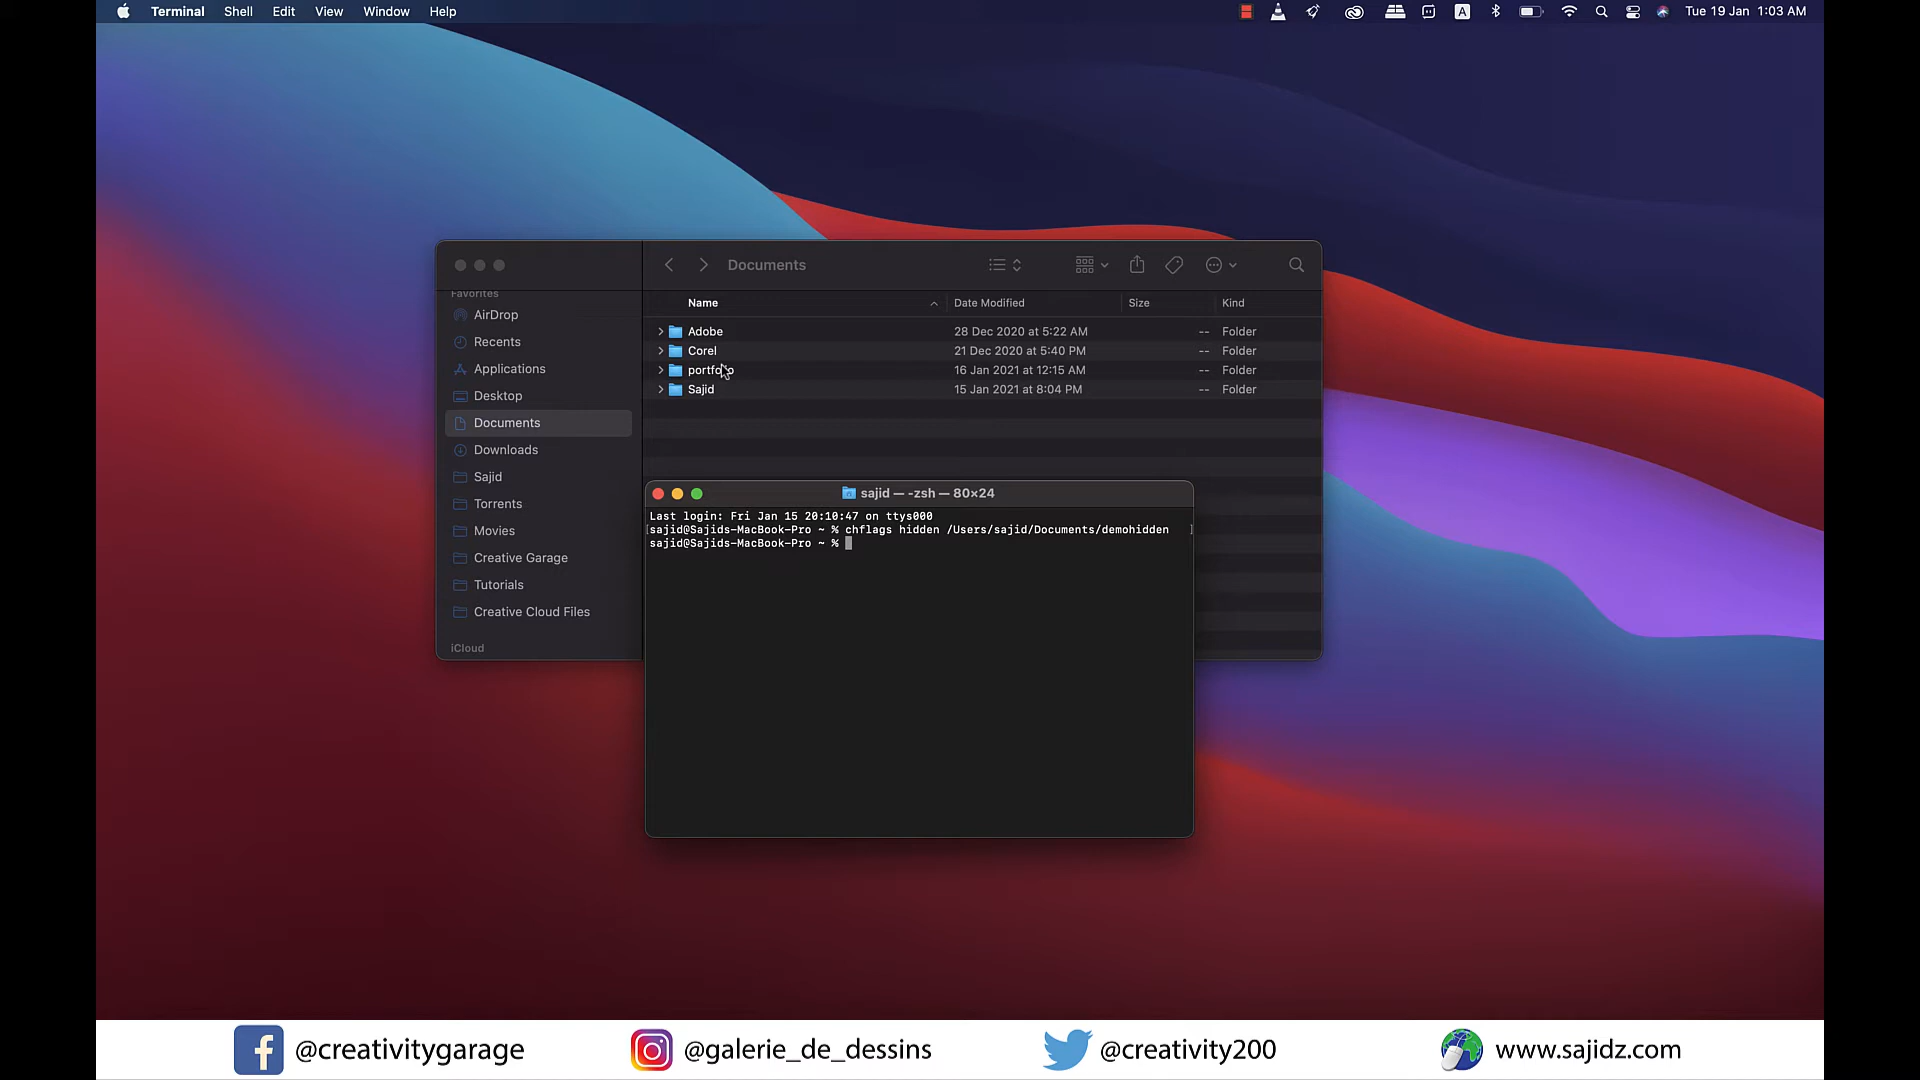 Terminal Shell Edit View Window Help
A Tue 19 Jan 1:03 AM
Documents
Favorites
AirDrop
Recents
Applications
Desktop
Documents
Downloads
Sajid
Torrents
Movies
Creative Garage
Tutorials
Creative Cloud Files
iCloud
Name Date Modified Size Kind
Adobe 28 Dec 2020 at 5:22 AM -- Folder
Corel 21 Dec 2020 at 5:40 PM -- Folder
portfolio 16 Jan 2021 at 12:15 AM -- Folder
Sajid 15 Jan 2021 at 8:04 PM -- Folder
sajid — -zsh — 80×24
Last login: Fri Jan 15 20:10:47 on ttys000
[sajid@Sajids-MacBook-Pro ~ % chflags hidden /Users/sajid/Documents/demohidden ]
sajid@Sajids-MacBook-Pro ~ %
@creativitygarage @galerie_de_dessins @creativity200 www.sajidz.com